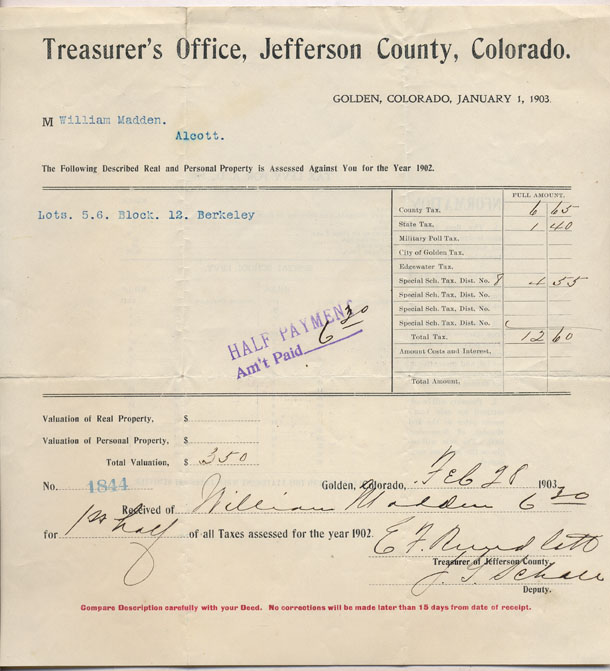 Treasurer's Office, Jefferson County, Colorado.
GOLDEN, COLORADO, JANUARY 1, 1903.
M William Madden.
Alcott.
The Following Described Real and Personal Property is Assessed Against You for the Year 1902.
FULL AMOUNT.
Lots. 5.6. Block. 12. Berkeley
County Tax, 6 65
State Tax, 1 40
Military Poll Tax,
City of Golden Tax,
Edgewater Tax,
Special Sch. Tax, Dist. No. 8 4 55
Special Sch. Tax, Dist. No.
Special Sch. Tax, Dist. No.
Special Sch. Tax, Dist. No.
Total Tax, 12 60
Amount Costs and Interest,
Total Amount,
HALF PAYMENT
Am't Paid 6 30
Valuation of Real Property, $
Valuation of Personal Property, $
Total Valuation, $ 350
No. 1844 Golden, Colorado, Feb 28 1903
Received of William Madden 6 30
for 1st half of all Taxes assessed for the year 1902.
E. F. Rundlett
Treasurer of Jefferson County.
Deputy.
Compare Description carefully with your Deed. No corrections will be made later than 15 days from date of receipt.